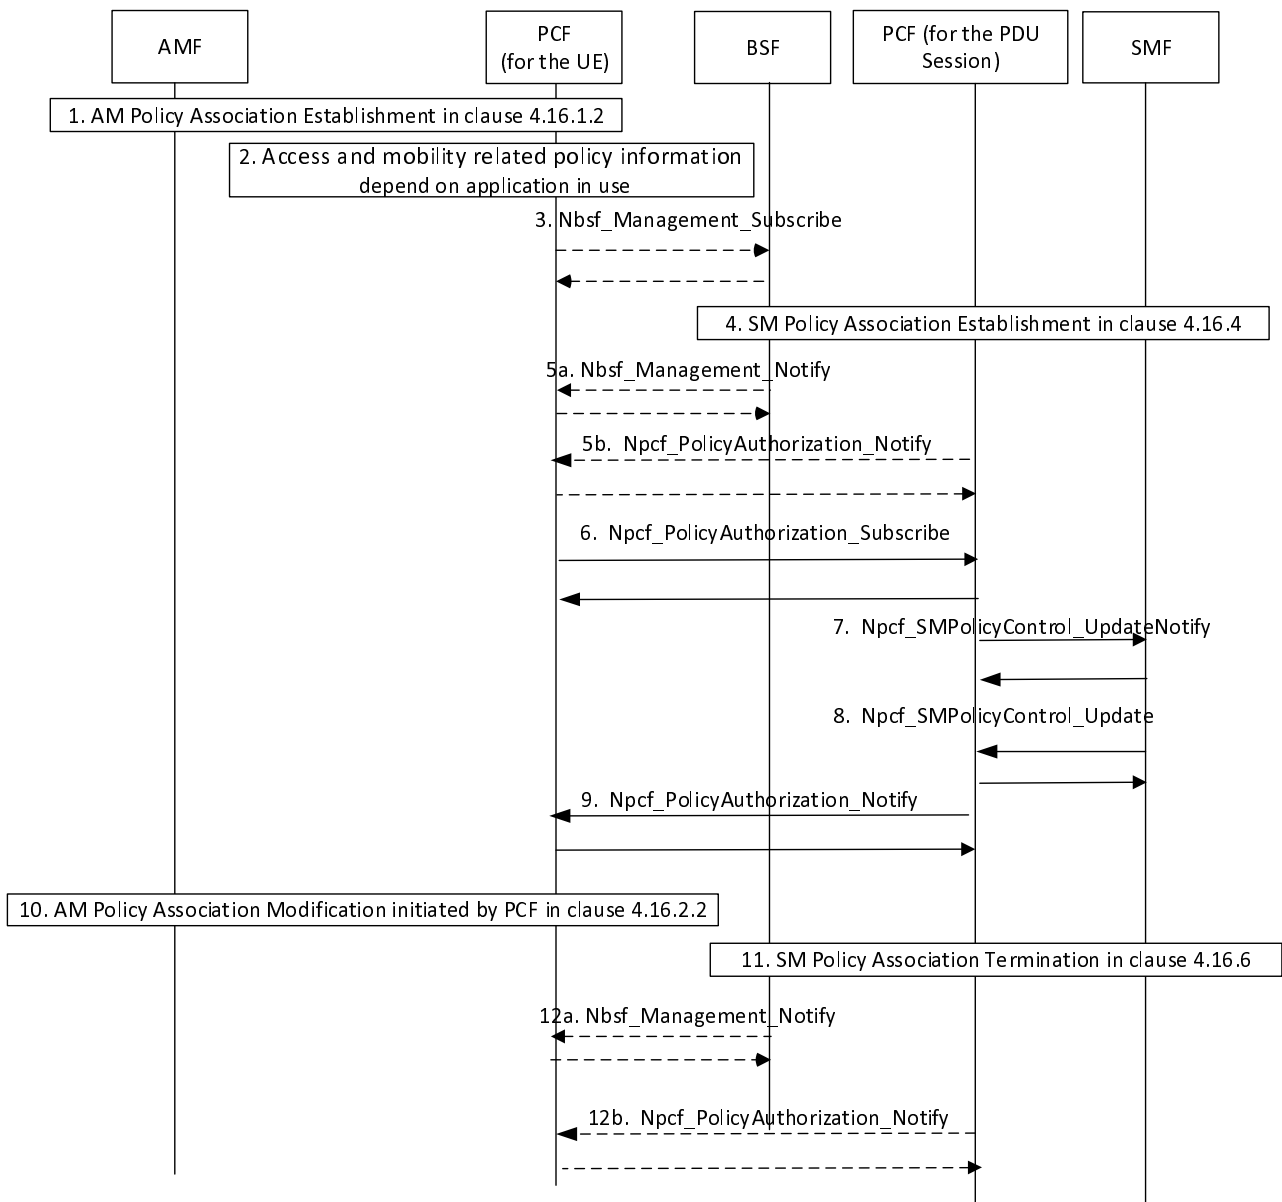 AMF
PCF
(for the UE)
BSF
PCF (for the PDU
Session)
SMF
1. AM Policy Association Establishment in clause 4.16.1.2
2. Access and mobility related policy information
depend on application in use
3. Nbsf_Management_Subscribe
4. SM Policy Association Establishment in clause 4.16.4
5a. Nbsf_Management_Notify
5b. Npcf_PolicyAuthorization_Notify
6. Npcf_PolicyAuthorization_Subscribe
7. Npcf_SMPolicyControl_UpdateNotify
8. Npcf_SMPolicyControl_Update
9. Npcf_PolicyAuthorization_Notify
10. AM Policy Association Modification initiated by PCF in clause 4.16.2.2
11. SM Policy Association Termination in clause 4.16.6
12a. Nbsf_Management_Notify
12b. Npcf_PolicyAuthorization_Notify